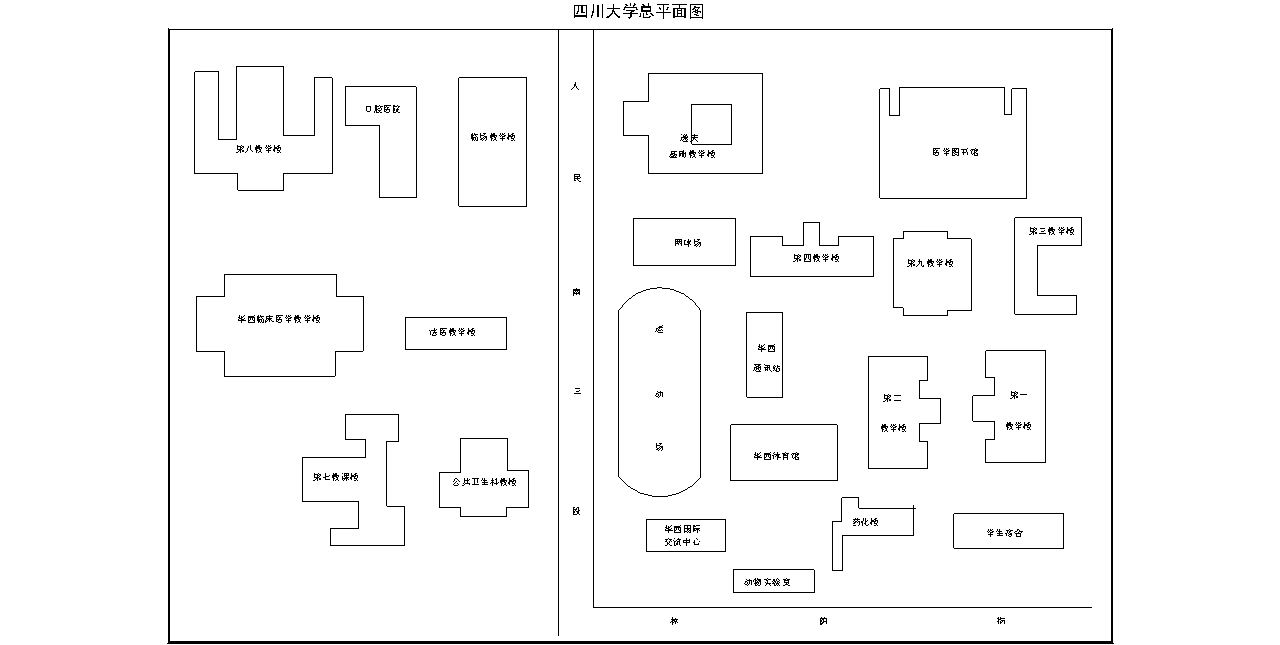 四川大学总平面图
第八教学楼
口腔医院
临场教学楼
华西临床医学教学楼
法医教学楼
第七教课楼
公共卫生科教楼
人
民
南
三
段
逸夫
基础教学楼
医学图书馆
网球场
第四教学楼
第九教学楼
第三教学楼
运
动
场
华西
通讯站
第二
教学楼
第一
教学楼
华西体育馆
华西国际
交流中心
药化楼
学生宿舍
动物实验室
林
荫
街